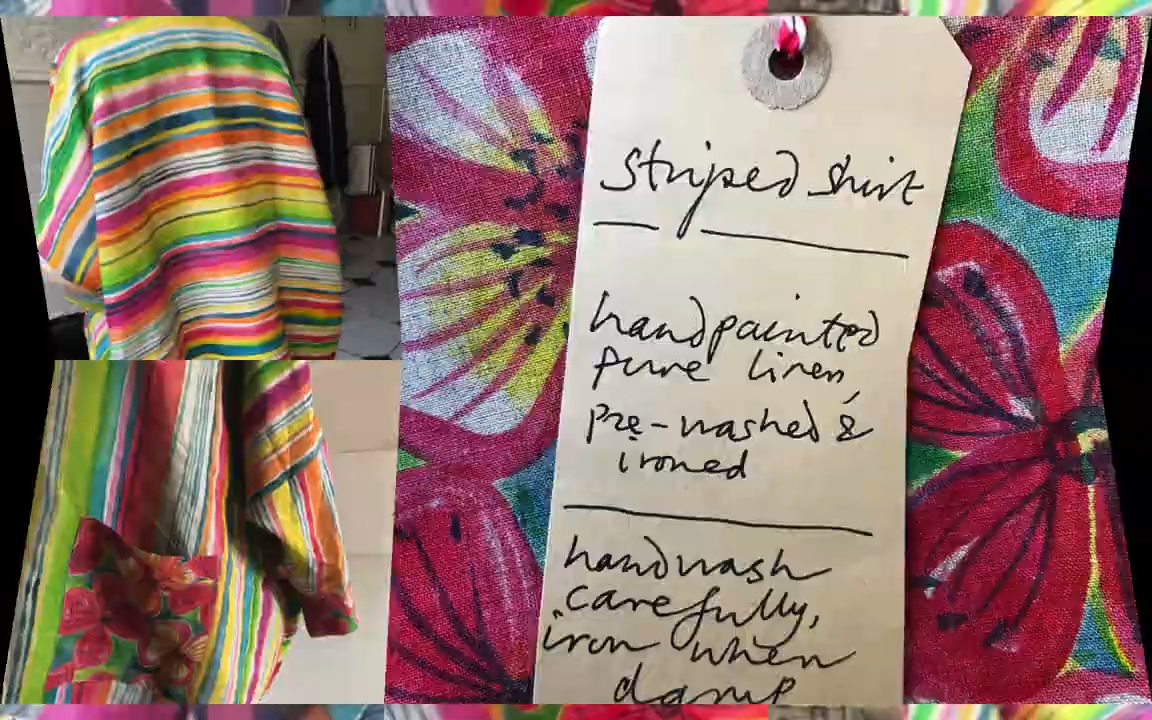 striped shirt
handpainted
pure linen,
pre-washed &
ironed
handwash
carefully,
iron when
damp